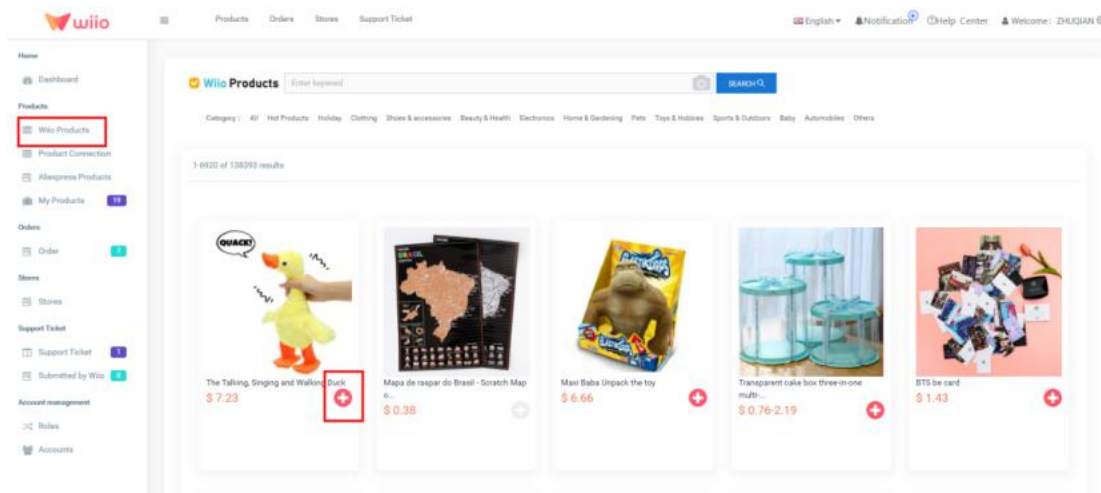 wiio
Products Orders Stores Support Ticket
English Notification Help Center Welcome: ZHUQIAN
Home
Dashboard
Products
Wiio Products
Product Connection
Aliexpress Products
My Products 19
Orders
Order 7
Stores
Stores
Support Ticket
Support Ticket 1
Submitted by Wiio
Account management
Roles
Accounts
Wiio Products Enter keyword SEARCH
Category : All Hot Products Holiday Clothing Shoes & accessories Beauty & Health Electronics Home & Gardening Pets Toys & Hobbies Sports & Outdoors Baby Automobiles Others
1-6920 of 138393 results
QUACK!
BRASIL
The Talking, Singing and Walking Duck
$ 7.23
Mapa de raspar do Brasil - Scratch Map
o...
$ 0.38
Maxi Baba Unpack the toy
$ 6.66
Transparent cake box three-in-one
multi-...
$ 0.76-2.19
BTS be card
$ 1.43